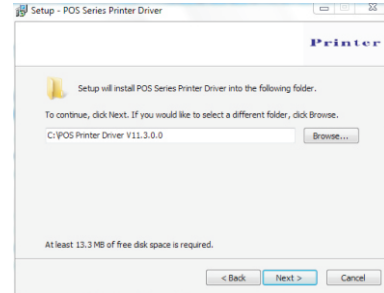 Setup - POS Series Printer Driver
Printer
Setup will install POS Series Printer Driver into the following folder.
To continue, click Next. If you would like to select a different folder, click Browse.
C:\POS Printer Driver V11.3.0.0
Browse...
At least 13.3 MB of free disk space is required.
< Back
Next >
Cancel